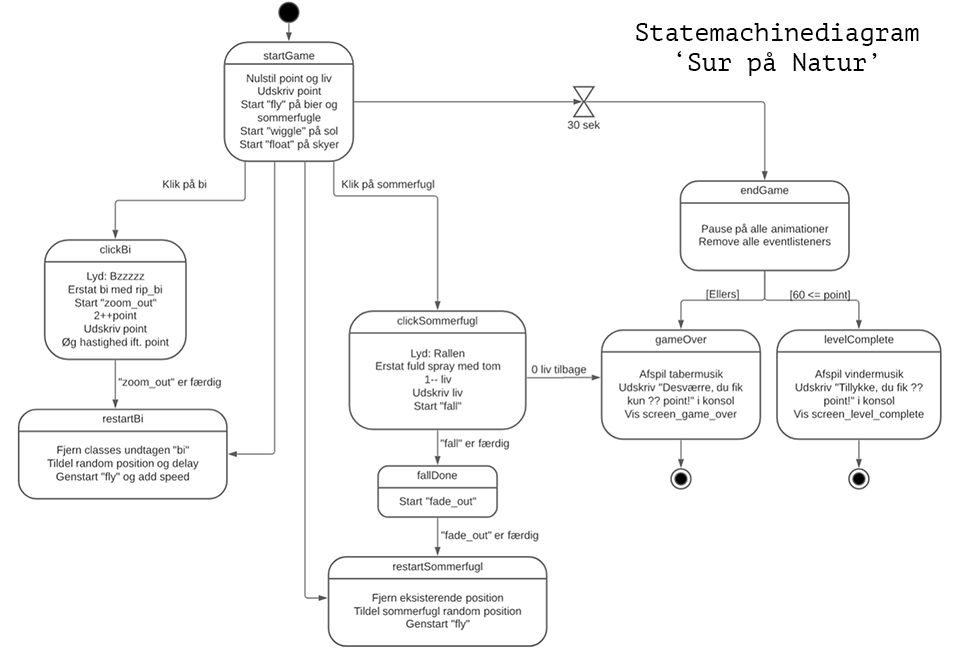 Statemachinediagram
‘Sur på Natur’
startGame
Nulstil point og liv
Udskriv point
Start "fly" på bier og
sommerfugle
Start "wiggle" på sol
Start "float" på skyer
30 sek
Klik på bi
Klik på sommerfugl
endGame
Pause på alle animationer
Remove alle eventlisteners
clickBi
Lyd: Bzzzzz
Erstat bi med rip_bi
Start "zoom_out"
2++point
Udskriv point
Øg hastighed ift. point
[Ellers]
[60 <= point]
clickSommerfugl
Lyd: Rallen
Erstat fuld spray med tom
1-- liv
Udskriv liv
Start "fall"
0 liv tilbage
gameOver
Afspil tabermusik
Udskriv "Desværre, du fik
kun ?? point!" i konsol
Vis screen_game_over
levelComplete
Afspil vindermusik
Udskriv "Tillykke, du fik ??
point!" i konsol
Vis screen_level_complete
"zoom_out" er færdig
restartBi
Fjern classes undtagen "bi"
Tildel random position og delay
Genstart "fly" og add speed
"fall" er færdig
fallDone
Start "fade_out"
"fade_out" er færdig
restartSommerfugl
Fjern eksisterende position
Tildel sommerfugl random position
Genstart "fly"